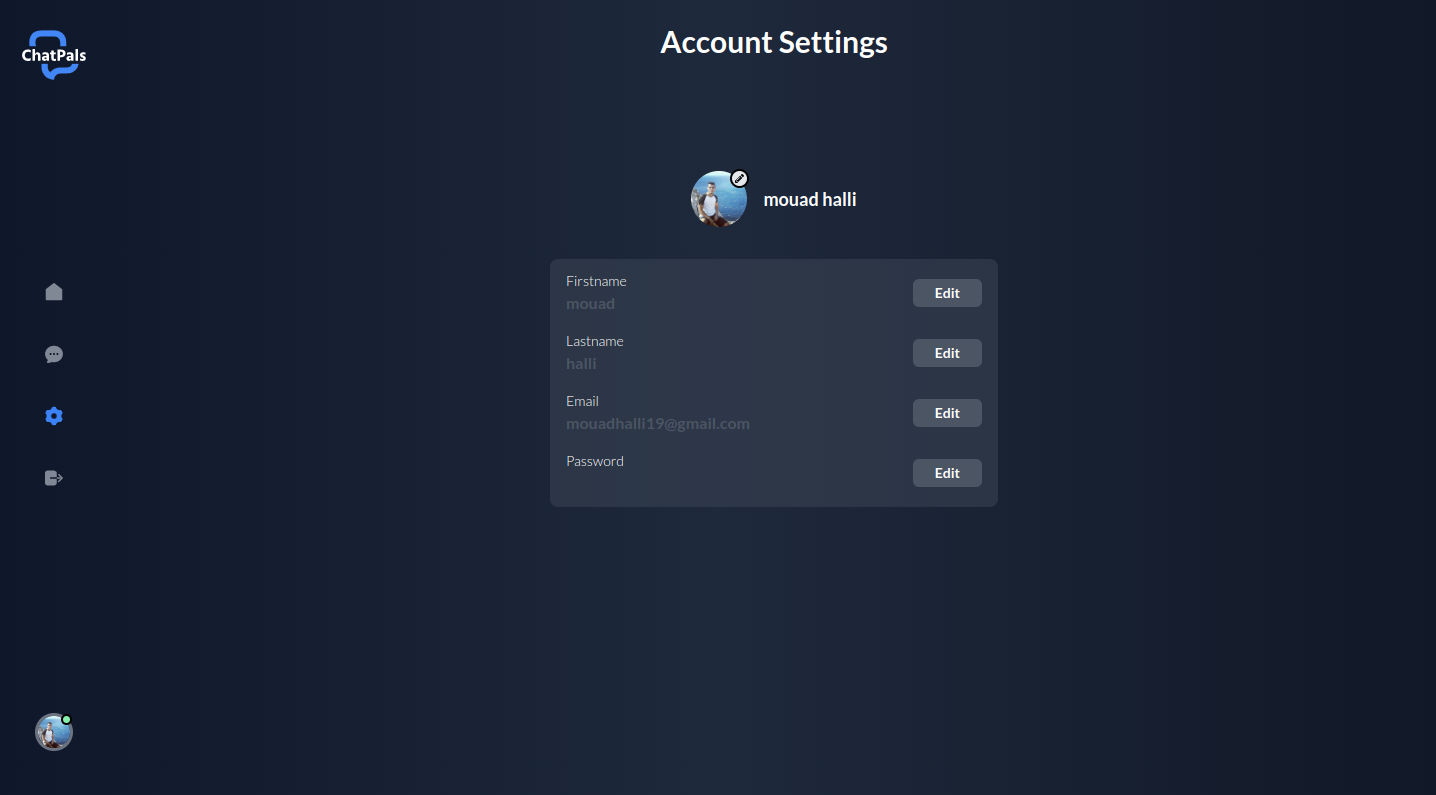 ChatPals
Account Settings
mouad halli
Firstname
mouad
Edit
Lastname
halli
Edit
Email
mouadhalli19@gmail.com
Edit
Password
Edit